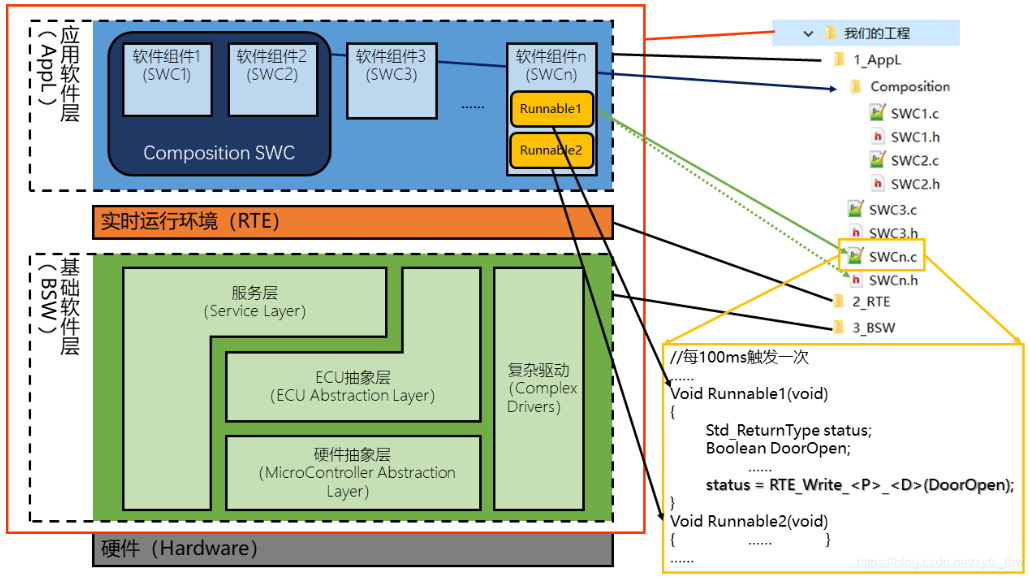 应用软件层
（AppL）
软件组件1
(SWC1)
软件组件2
(SWC2)
软件组件3
(SWC3)
......
软件组件n
(SWCn)
Runnable1
Runnable2
Composition SWC
实时运行环境（RTE）
基础软件层
（BSW）
服务层
(Service Layer)
ECU抽象层
(ECU Abstraction Layer)
硬件抽象层
(MicroController Abstraction
Layer)
复杂驱动
(Complex
Drivers)
硬件（Hardware）
我们的工程
1_AppL
Composition
SWC1.c
SWC1.h
SWC2.c
SWC2.h
SWC3.c
SWC3.h
SWCn.c
SWCn.h
2_RTE
3_BSW
//每100ms触发一次
......
Void Runnable1(void)
{
Std_ReturnType status;
Boolean DoorOpen;
......
status = RTE_Write_<P>_<D>(DoorOpen);
}
Void Runnable2(void)
{ ...... }
......